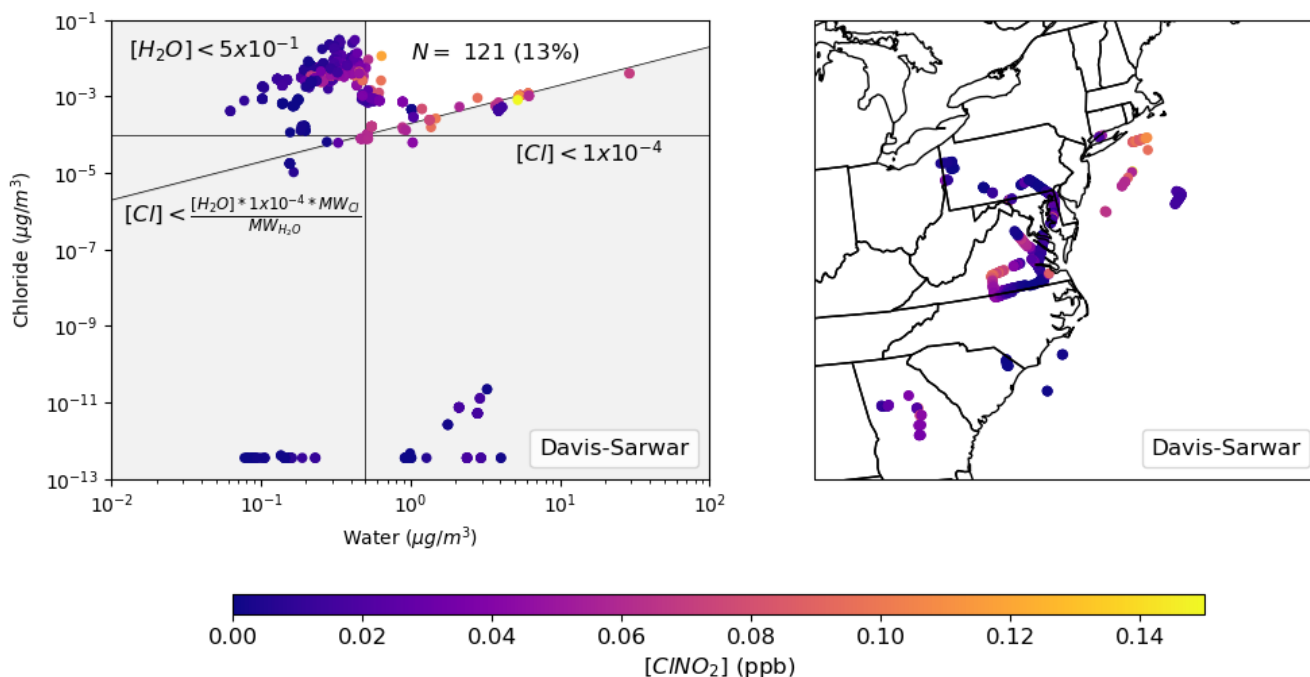 10⁻¹
10⁻³
10⁻⁵
10⁻⁷
10⁻⁹
10⁻¹¹
10⁻¹³
Chloride (μg/m³)
[H₂O] < 5x10⁻¹
N = 121 (13%)
[Cl] < 1x10⁻⁴
[Cl] < [H₂O] * 1x10⁻⁴ * MW_Cl / MW_H₂O
Davis-Sarwar
10⁻² 10⁻¹ 10⁰ 10¹ 10²
Water (μg/m³)
Davis-Sarwar
0.00 0.02 0.04 0.06 0.08 0.10 0.12 0.14
[ClNO₂] (ppb)